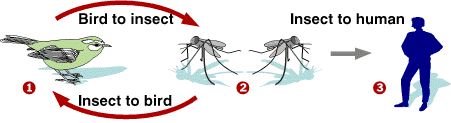 Bird to insect
Insect to human
1
2
3
Insect to bird